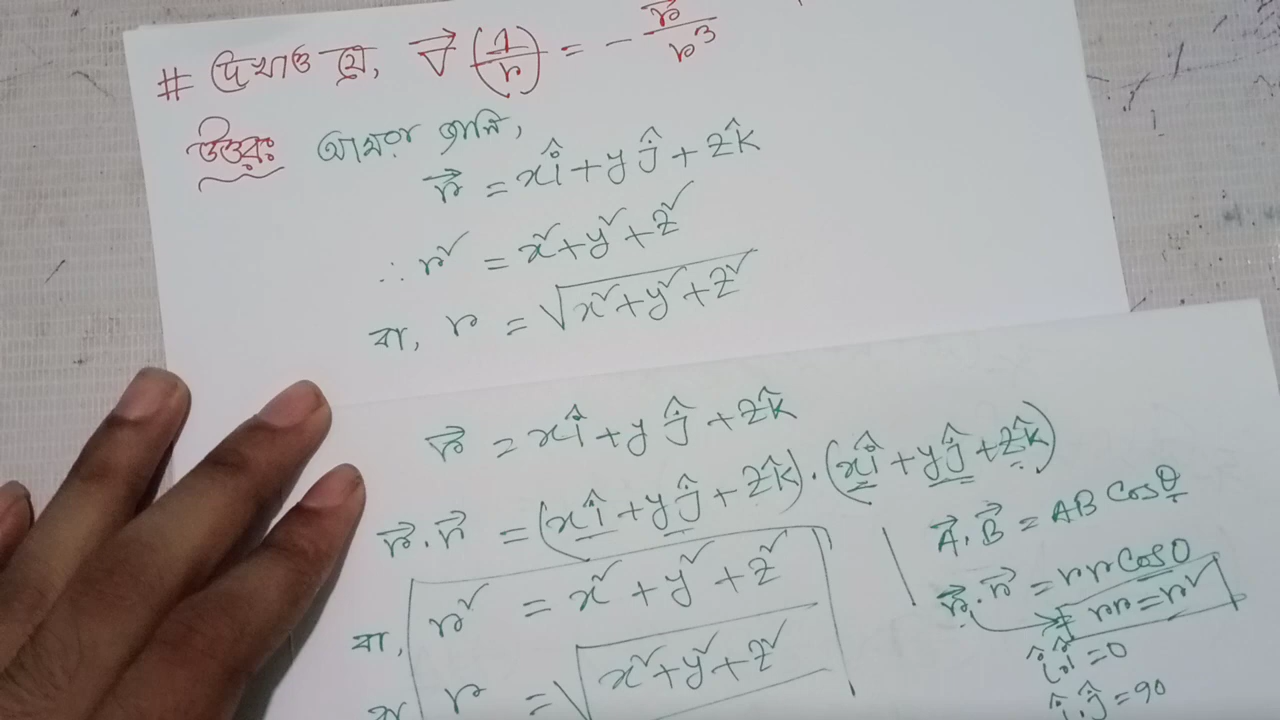 # দেখাও যে, ∇⃗ (1/r) = - r⃗/r³
উত্তরঃ আমরা জানি,
r⃗ = xî + yĵ + zk̂
∴ r² = x² + y² + z²
বা, r = √x² + y² + z²
r⃗ = xî + yĵ + zk̂
r⃗ . r⃗ = (xî + yĵ + zk̂) . (xî + yĵ + zk̂)
বা, r² = x² + y² + z²
বা r = √x² + y² + z²
A⃗ . B⃗ = AB Cosθ
r⃗ . r⃗ = rr Cos0
= rr = r²
î.î = 0
î.ĵ = 90